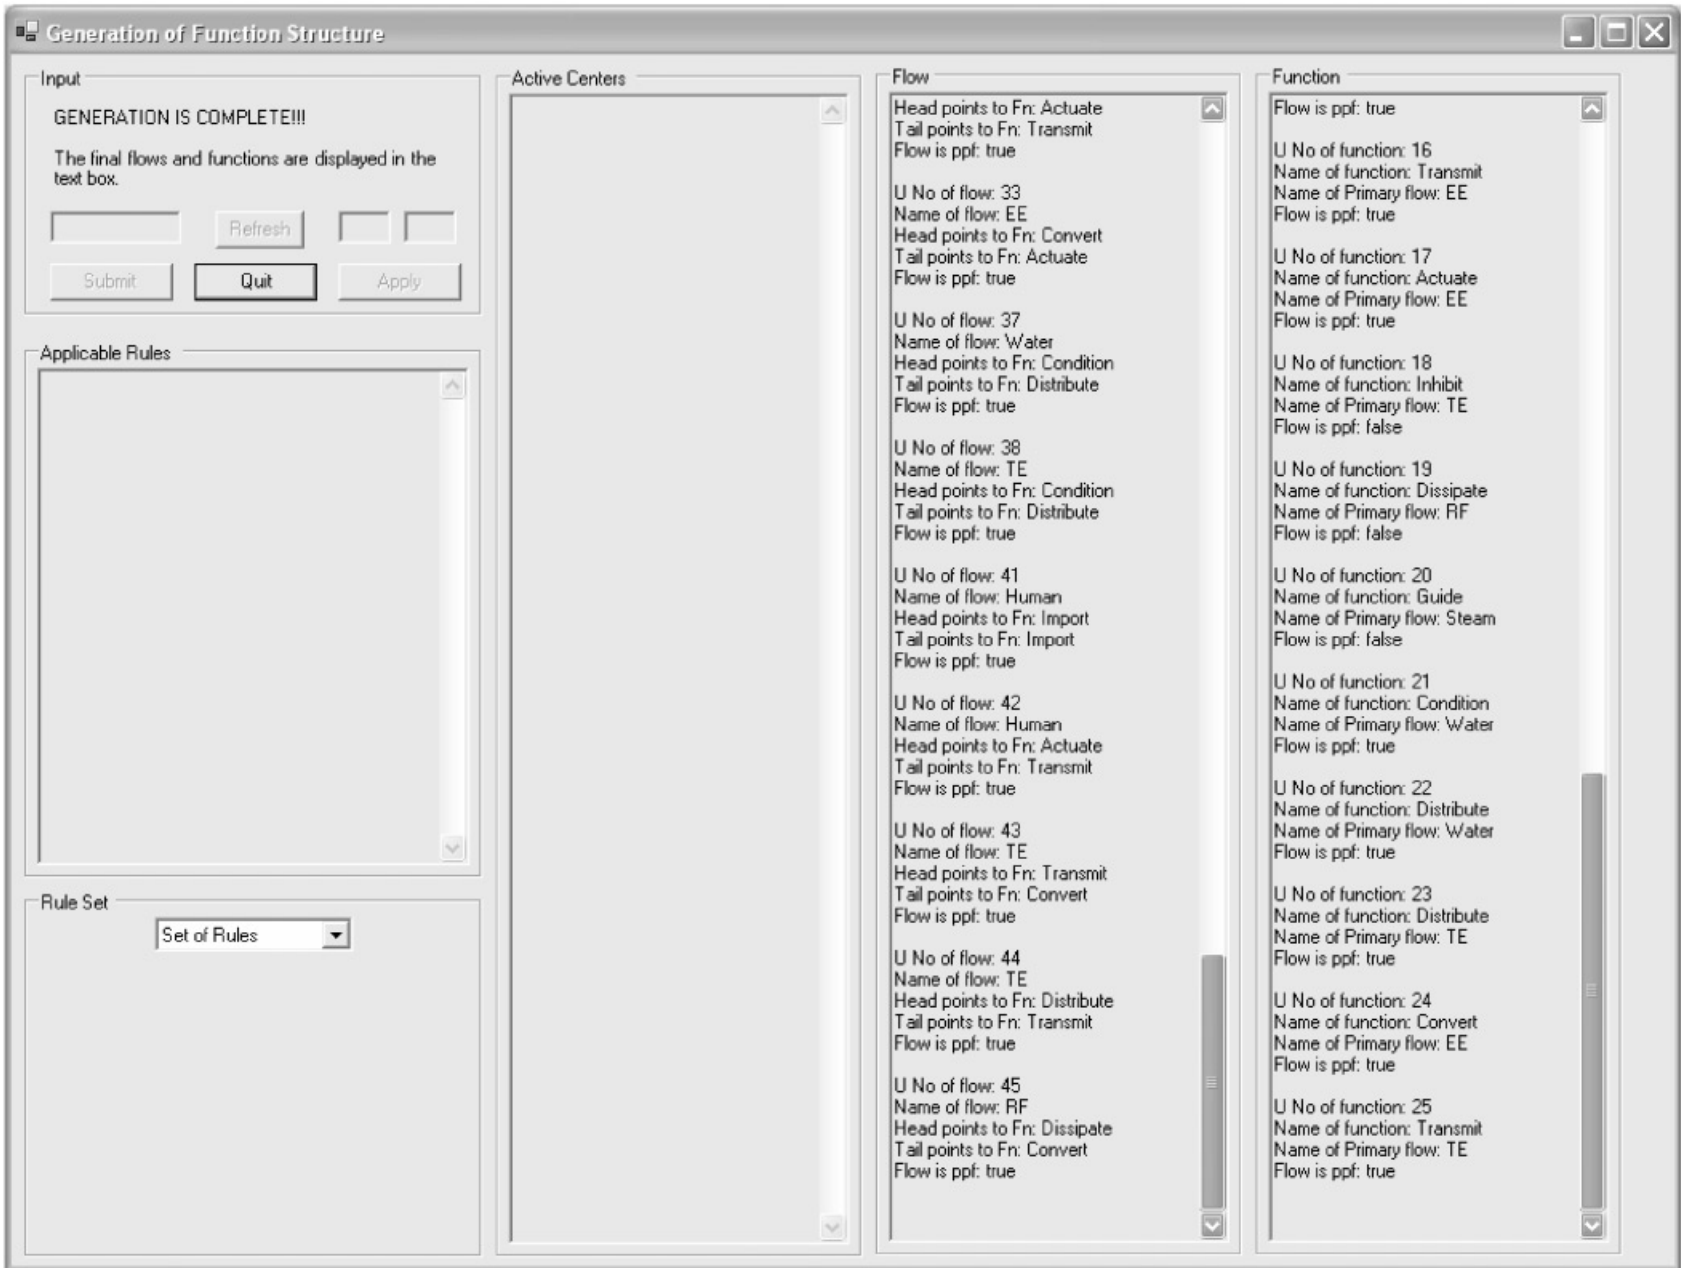 Generation of Function Structure
Input
GENERATION IS COMPLETE!!!
The final flows and functions are displayed in the
text box.
Refresh
Submit
Quit
Apply
Applicable Rules
Rule Set
Set of Rules
Active Centers
Flow
Head points to Fn: Actuate
Tail points to Fn: Transmit
Flow is ppf: true
U No of flow: 33
Name of flow: EE
Head points to Fn: Convert
Tail points to Fn: Actuate
Flow is ppf: true
U No of flow: 37
Name of flow: Water
Head points to Fn: Condition
Tail points to Fn: Distribute
Flow is ppf: true
U No of flow: 38
Name of flow: TE
Head points to Fn: Condition
Tail points to Fn: Distribute
Flow is ppf: true
U No of flow: 41
Name of flow: Human
Head points to Fn: Import
Tail points to Fn: Import
Flow is ppf: true
U No of flow: 42
Name of flow: Human
Head points to Fn: Actuate
Tail points to Fn: Transmit
Flow is ppf: true
U No of flow: 43
Name of flow: TE
Head points to Fn: Transmit
Tail points to Fn: Convert
Flow is ppf: true
U No of flow: 44
Name of flow: TE
Head points to Fn: Distribute
Tail points to Fn: Transmit
Flow is ppf: true
U No of flow: 45
Name of flow: RF
Head points to Fn: Dissipate
Tail points to Fn: Convert
Flow is ppf: true
Function
Flow is ppf: true
U No of function: 16
Name of function: Transmit
Name of Primary flow: EE
Flow is ppf: true
U No of function: 17
Name of function: Actuate
Name of Primary flow: EE
Flow is ppf: true
U No of function: 18
Name of function: Inhibit
Name of Primary flow: TE
Flow is ppf: false
U No of function: 19
Name of function: Dissipate
Name of Primary flow: RF
Flow is ppf: false
U No of function: 20
Name of function: Guide
Name of Primary flow: Steam
Flow is ppf: false
U No of function: 21
Name of function: Condition
Name of Primary flow: Water
Flow is ppf: true
U No of function: 22
Name of function: Distribute
Name of Primary flow: Water
Flow is ppf: true
U No of function: 23
Name of function: Distribute
Name of Primary flow: TE
Flow is ppf: true
U No of function: 24
Name of function: Convert
Name of Primary flow: EE
Flow is ppf: true
U No of function: 25
Name of function: Transmit
Name of Primary flow: TE
Flow is ppf: true